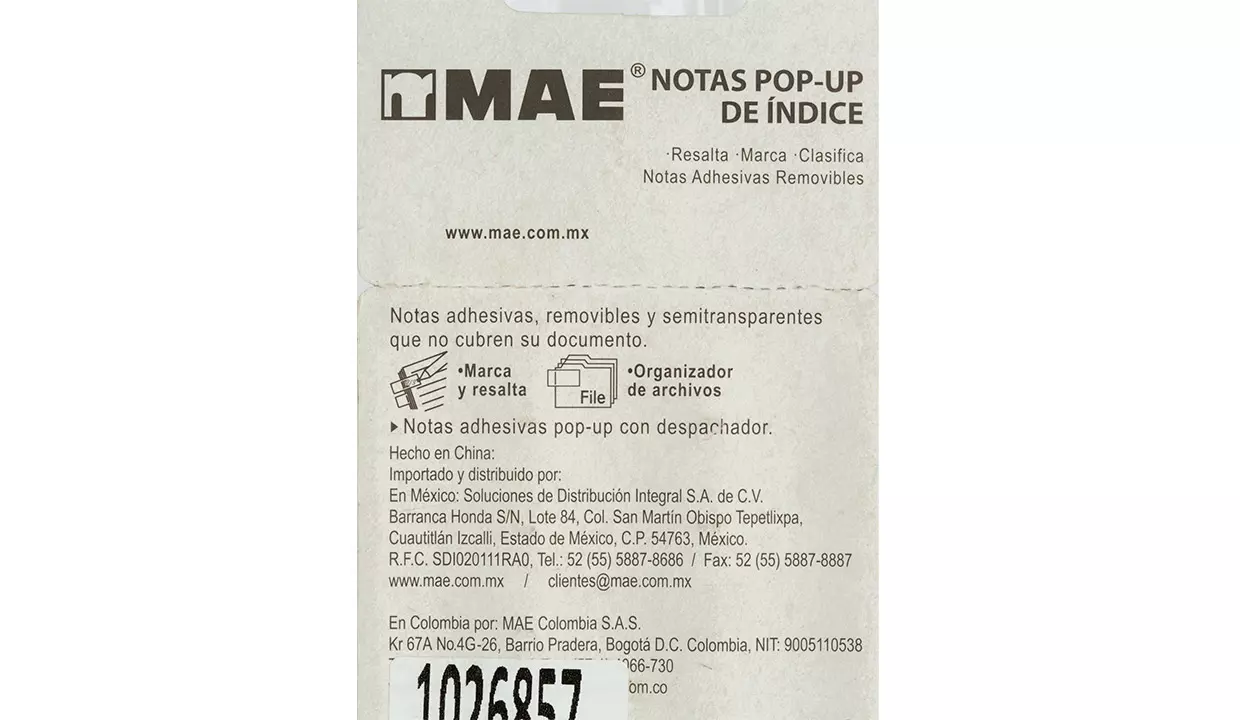 MAE® NOTAS POP-UP
DE ÍNDICE
·Resalta ·Marca ·Clasifica
Notas Adhesivas Removibles
www.mae.com.mx
Notas adhesivas, removibles y semitransparentes
que no cubren su documento.
•Marca
y resalta
File
•Organizador
de archivos
▸Notas adhesivas pop-up con despachador.
Hecho en China:
Importado y distribuido por:
En México: Soluciones de Distribución Integral S.A. de C.V.
Barranca Honda S/N, Lote 84, Col. San Martín Obispo Tepetlixpa,
Cuautitlán Izcalli, Estado de México, C.P. 54763, México.
R.F.C. SDI020111RA0, Tel.: 52 (55) 5887-8686 / Fax: 52 (55) 5887-8887
www.mae.com.mx / clientes@mae.com.mx
En Colombia por: MAE Colombia S.A.S.
Kr 67A No.4G-26, Barrio Pradera, Bogotá D.C. Colombia, NIT: 9005110538
066-730
om.co
1026857